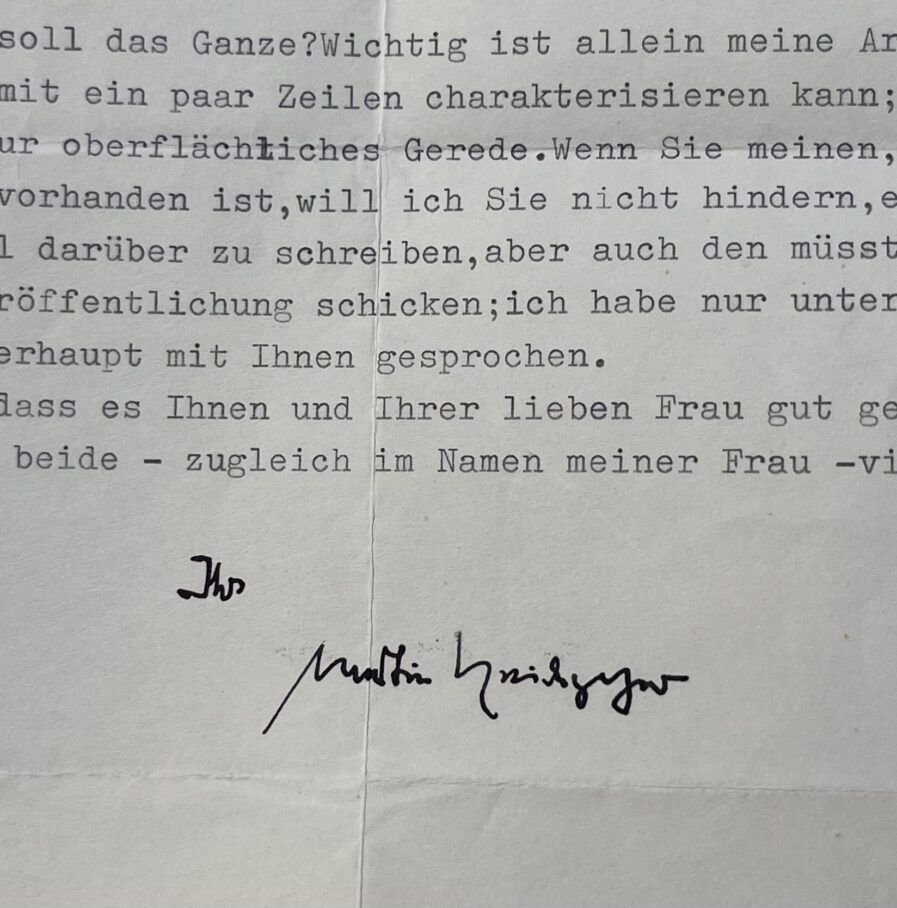 soll das Ganze?Wichtig ist allein meine Ar
mit ein paar Zeilen charakterisieren kann;
ur oberflächliches Gerede.Wenn Sie meinen,
vorhanden ist,will ich Sie nicht hindern,e
l darüber zu schreiben,aber auch den müsst
röffentlichung schicken;ich habe nur unter
erhaupt mit Ihnen gesprochen.
dass es Ihnen und Ihrer lieben Frau gut ge
beide - zugleich im Namen meiner Frau -vi
Ihr
Martin Heidegger